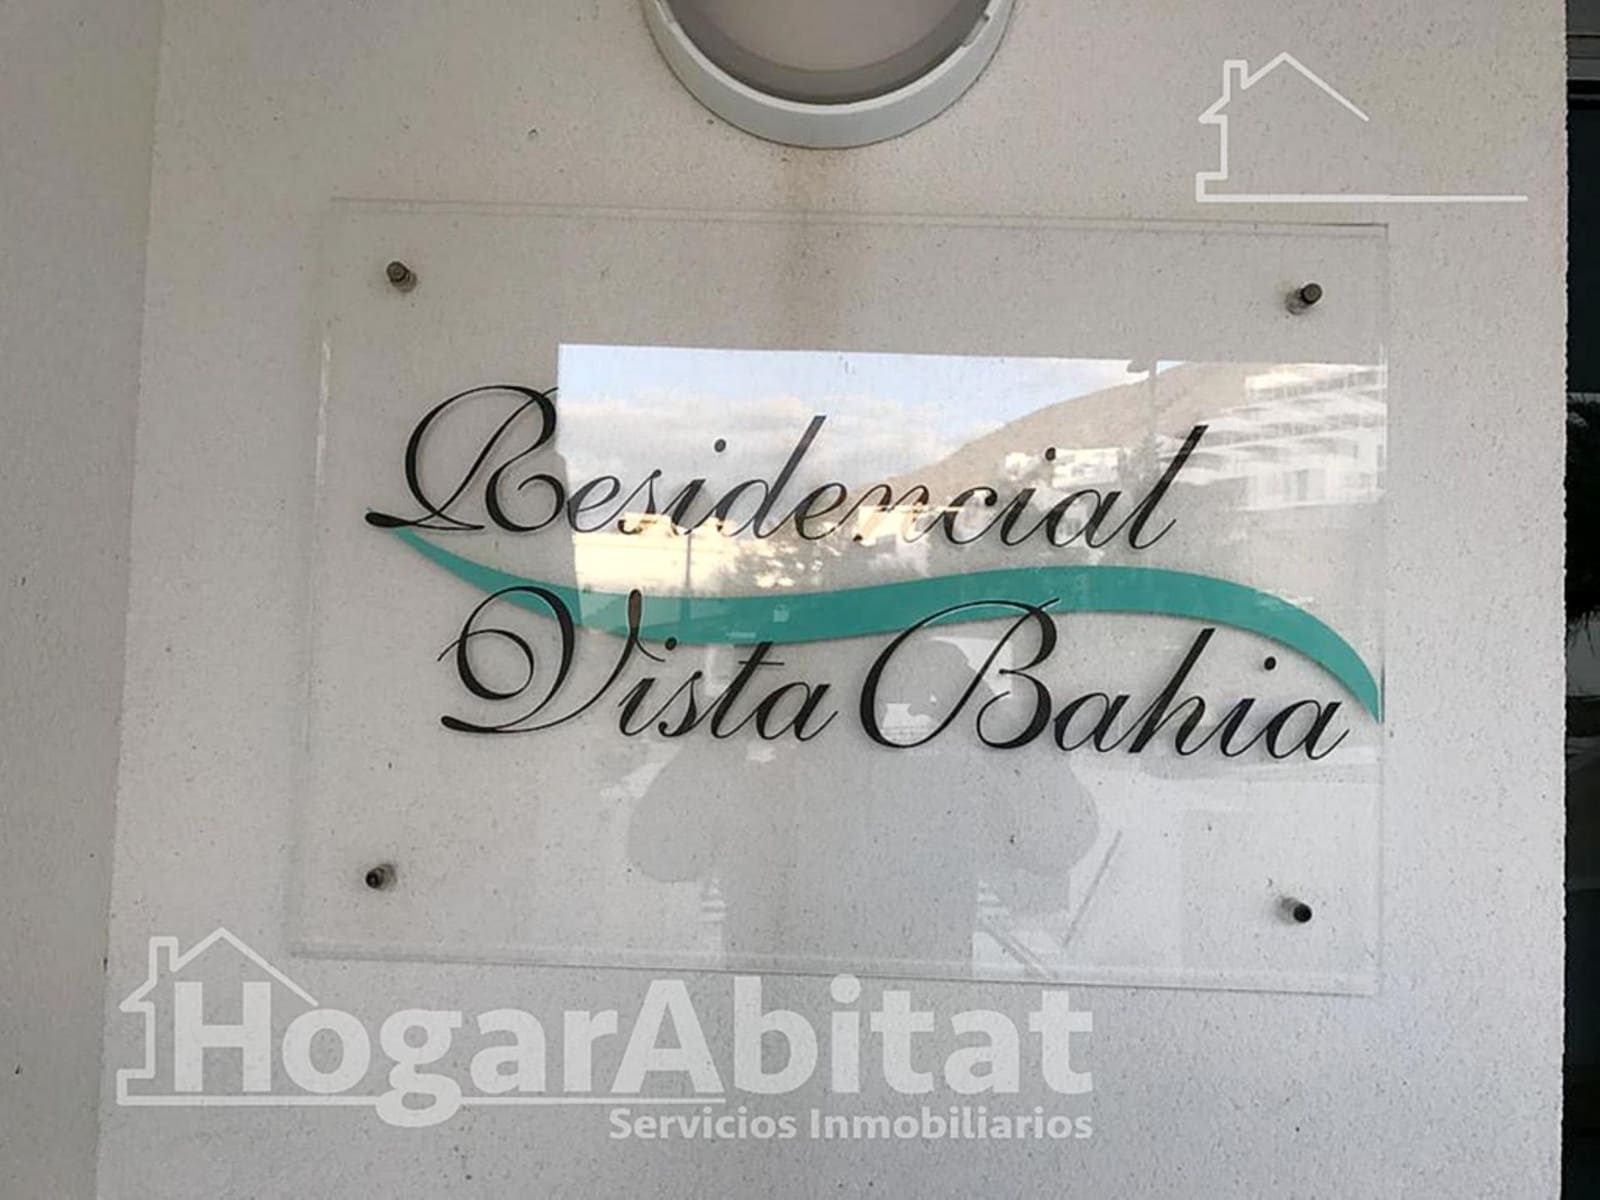 Residencial
Vista Bahia
HogarAbitat
Servicios Inmobiliarios